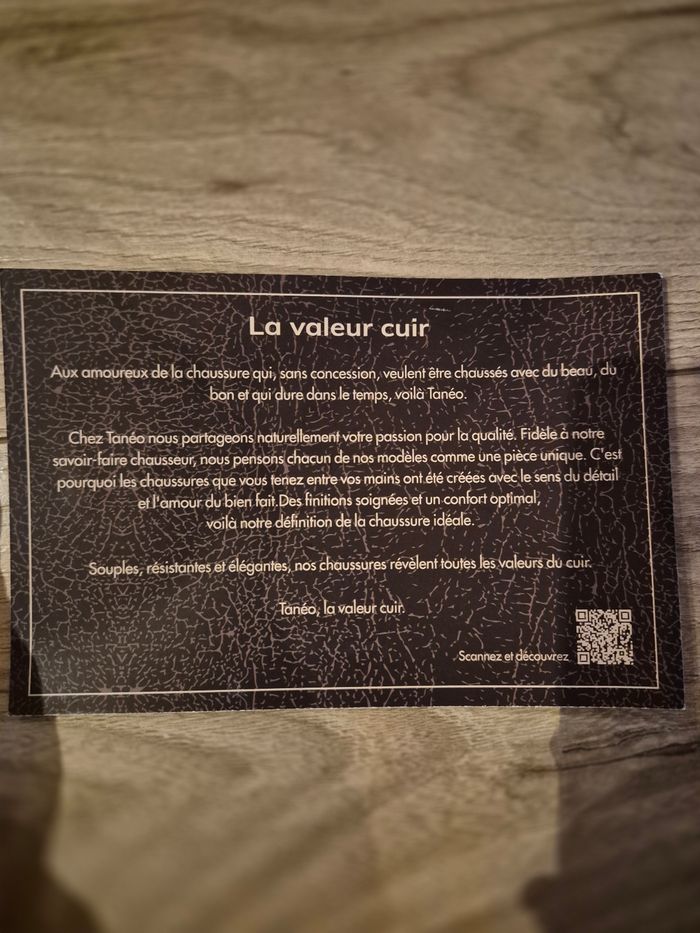 La valeur cuir
Aux amoureux de la chaussure qui, sans concession, veulent être chaussés avec du beau, du
bon et qui dure dans le temps, voilà Tanéo.
Chez Tanéo nous partageons naturellement votre passion pour la qualité. Fidèle à notre
savoir-faire chausseur, nous pensons chacun de nos modèles comme une pièce unique. C'est
pourquoi les chaussures que vous tenez entre vos mains ont été créées avec le sens du détail
et l'amour du bien fait.Des finitions soignées et un confort optimal,
voilà notre définition de la chaussure idéale.
Souples, résistantes et élégantes, nos chaussures révèlent toutes les valeurs du cuir.
Tanéo, la valeur cuir.
Scannez et découvrez